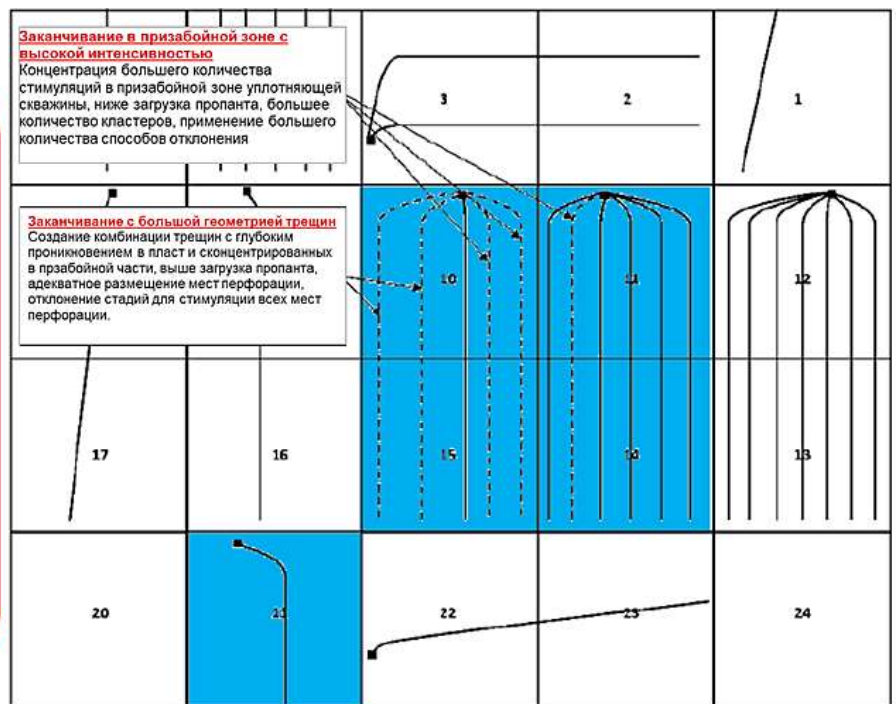 Заканчивание в призабойной зоне с
высокой интенсивностью
Концентрация большего количества
стимуляций в призабойной зоне уплотняющей
скважины, ниже загрузка пропанта, большее
количество кластеров, применение большего
количества способов отклонения
3
2
1
Заканчивание с большой геометрией трещин
Создание комбинации трещин с глубоким
проникновением в пласт и сконцентрированных
в прзабойной части, выше загрузка пропанта,
адекватное размещение мест перфорации,
отклонение стадий для стимуляции всех мест
перфорации.
10
11
12
17
16
15
14
13
20
21
22
23
24